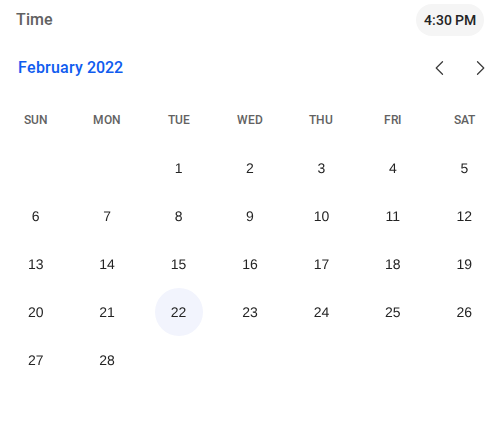 Time 4:30 PM
February 2022
SUN MON TUE WED THU FRI SAT
1 2 3 4 5
6 7 8 9 10 11 12
13 14 15 16 17 18 19
20 21 22 23 24 25 26
27 28